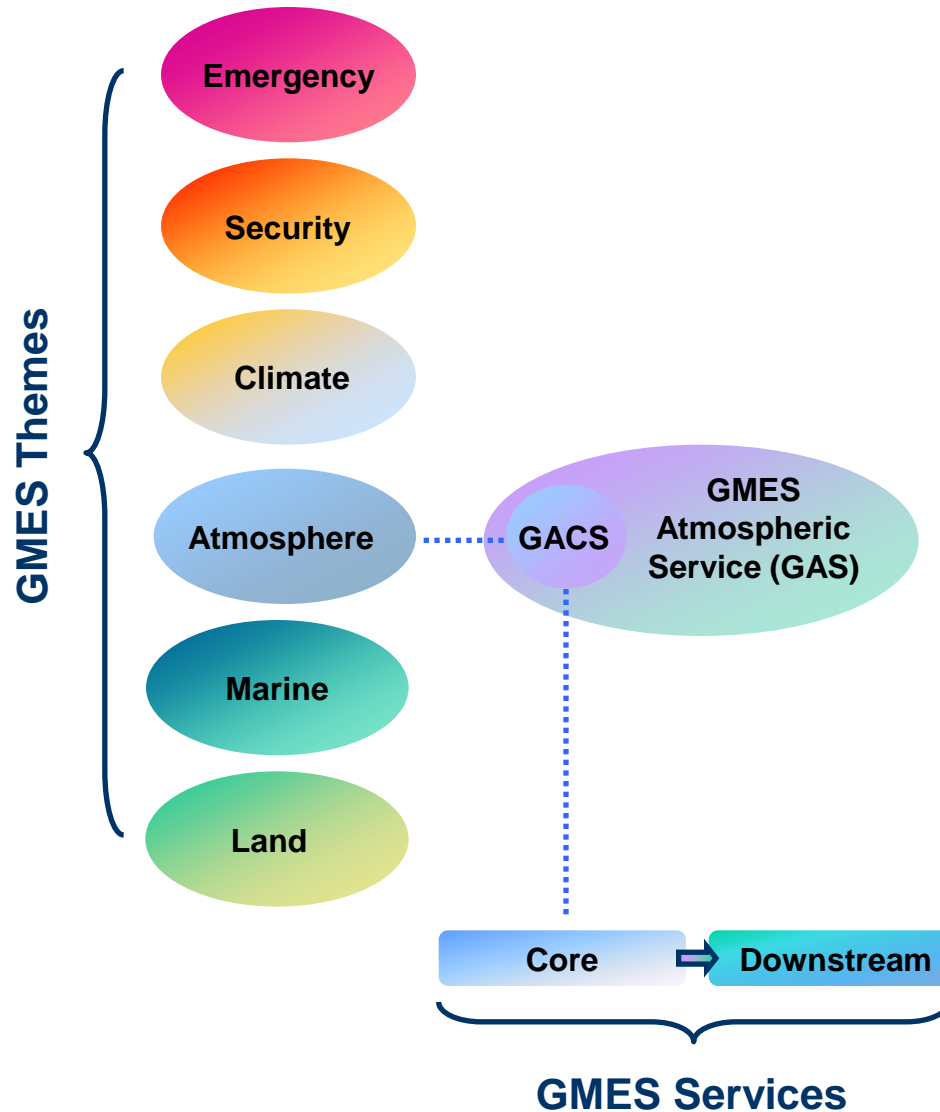 Emergency
Security
Climate
GMES Themes
Atmosphere
GACS
GMES
Atmospheric
Service (GAS)
Marine
Land
Core
Downstream
GMES Services